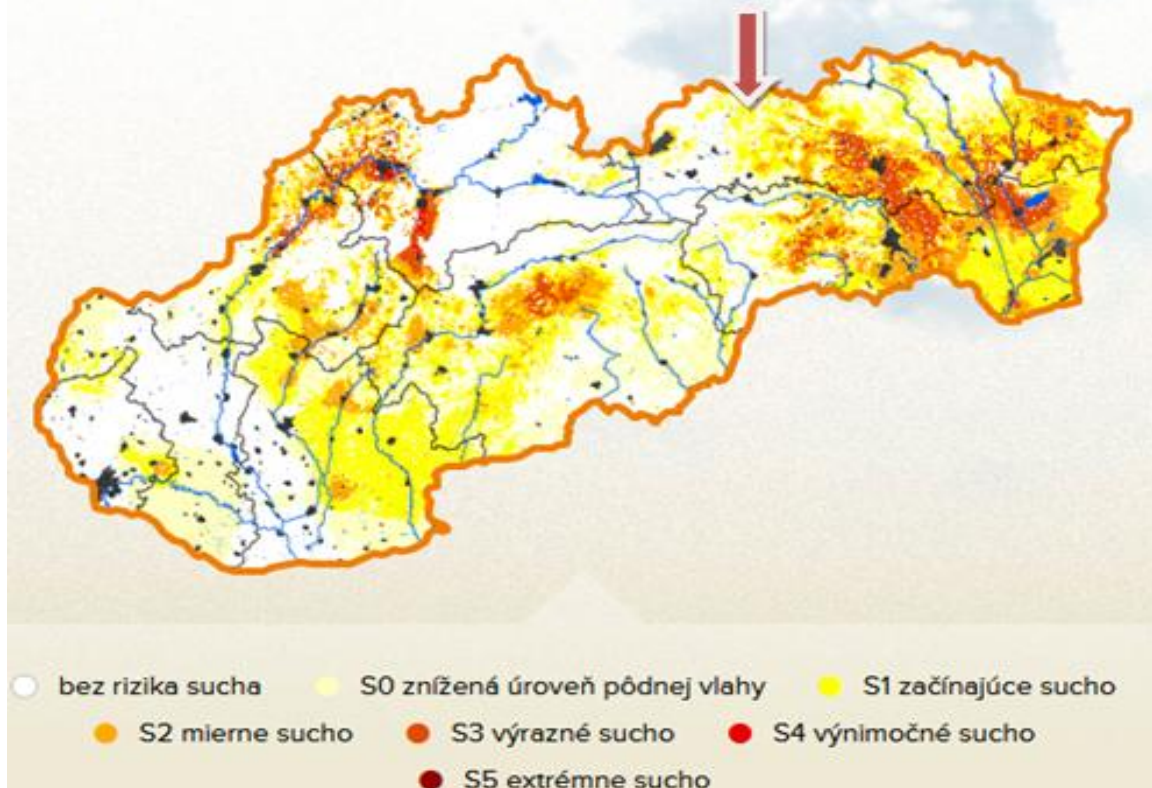 bez rizika sucha S0 znížená úroveň pôdnej vlahy S1 začínajúce sucho
S2 mierne sucho S3 výrazné sucho S4 výnimočné sucho
S5 extrémne sucho